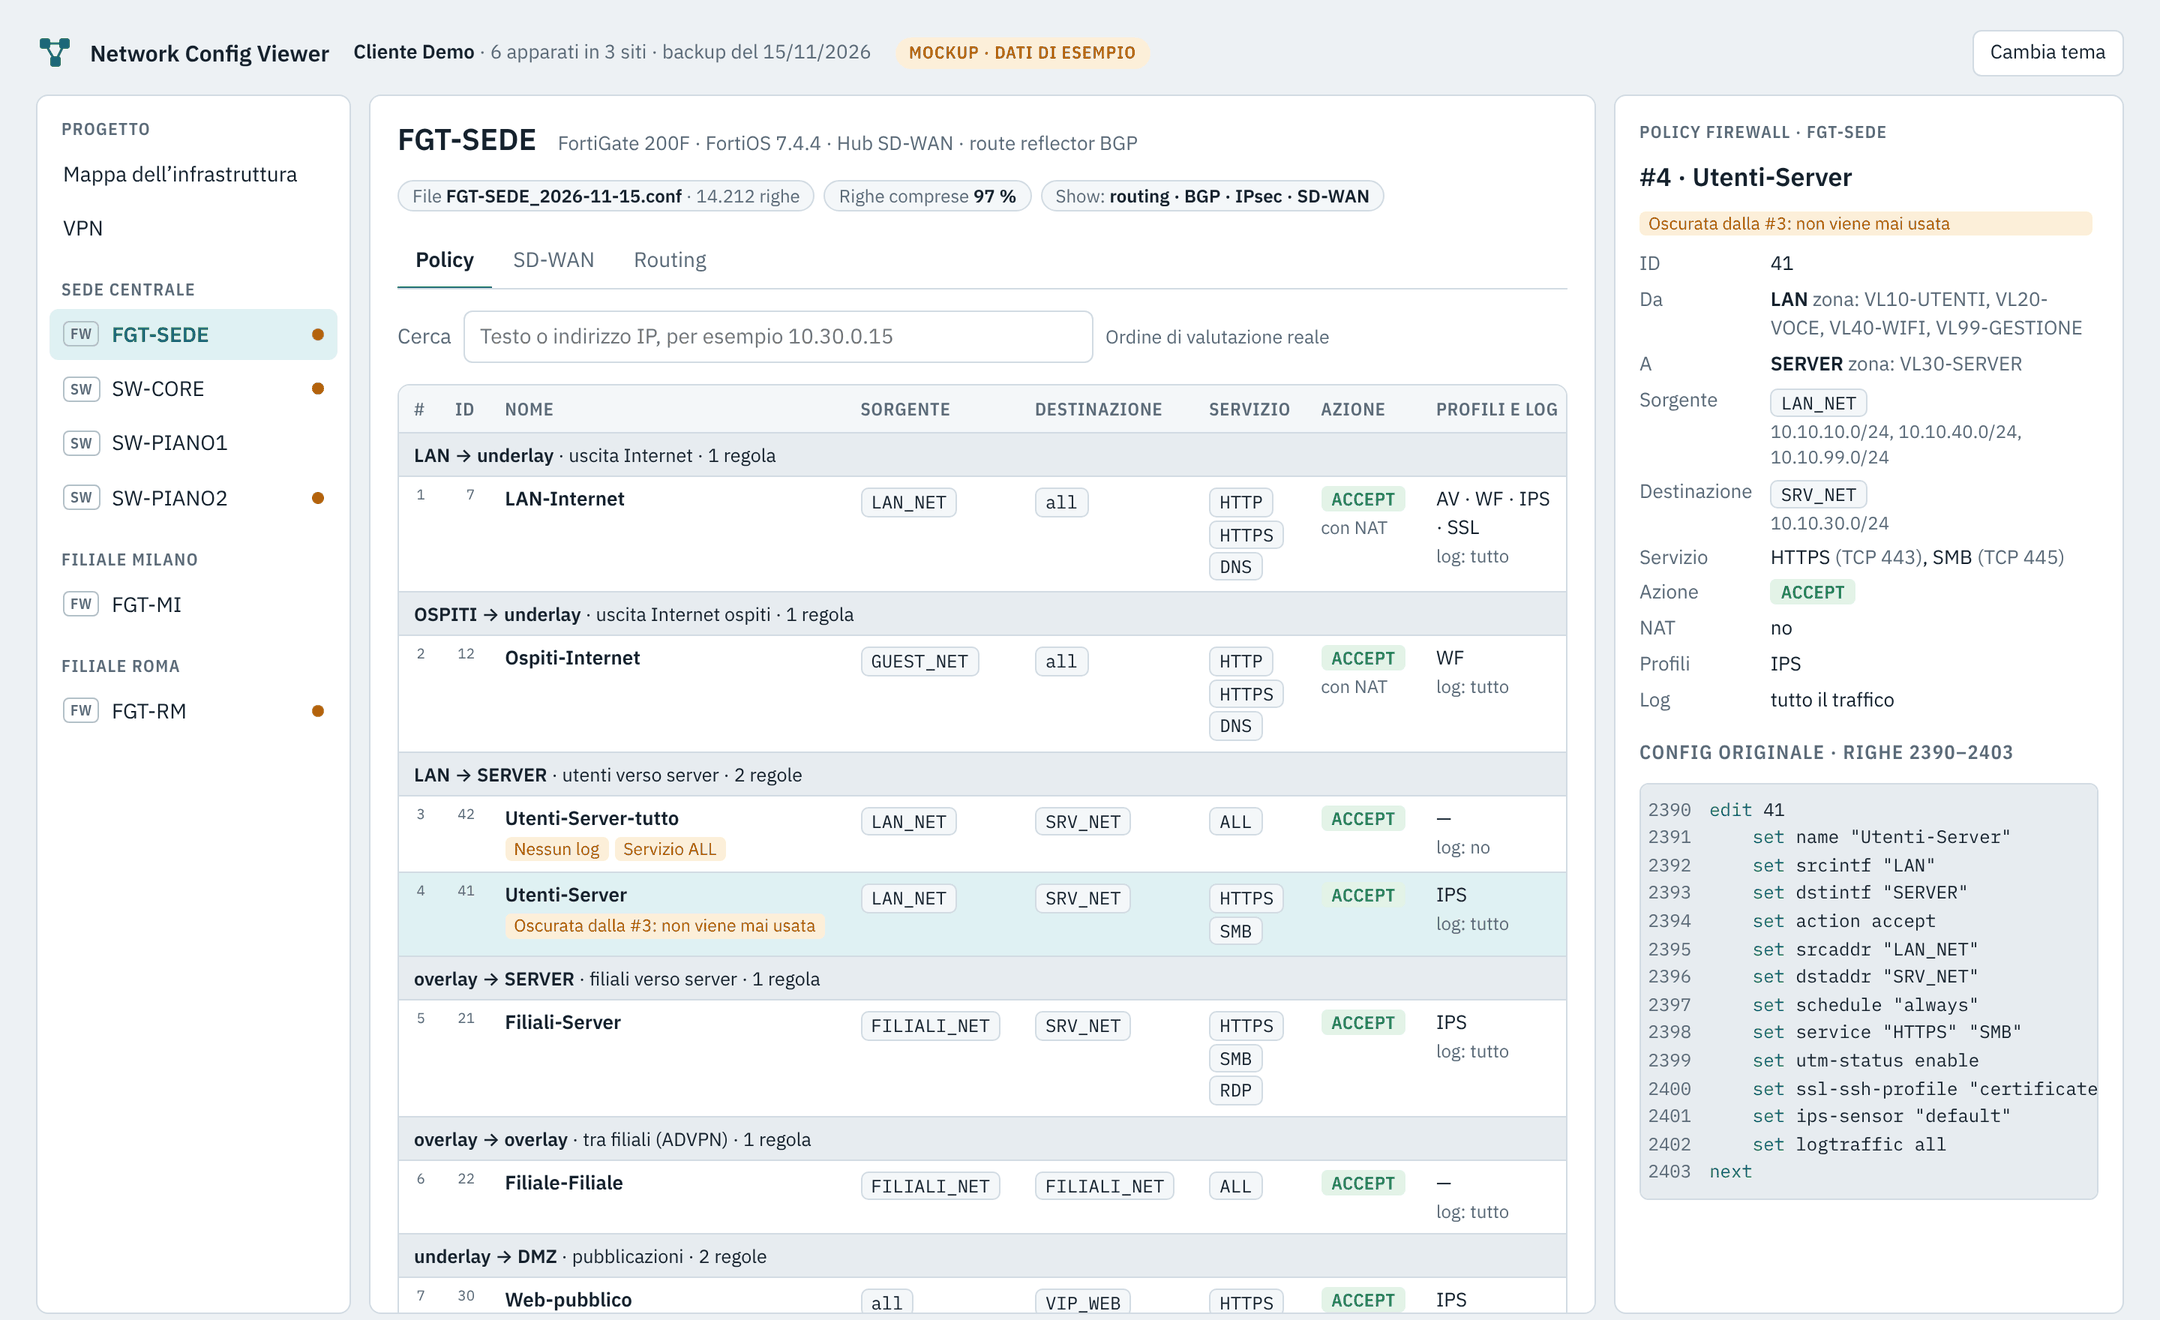 Network Config Viewer
Cliente Demo · 6 apparati in 3 siti · backup del 15/11/2026
MOCKUP · DATI DI ESEMPIO
Cambia tema
PROGETTO
Mappa dell’infrastruttura
VPN
SEDE CENTRALE
FW FGT-SEDE
SW SW-CORE
SW SW-PIANO1
SW SW-PIANO2
FILIALE MILANO
FW FGT-MI
FILIALE ROMA
FW FGT-RM
FGT-SEDE FortiGate 200F · FortiOS 7.4.4 · Hub SD-WAN · route reflector BGP
File FGT-SEDE_2026-11-15.conf · 14.212 righe
Righe comprese 97 %
Show: routing · BGP · IPsec · SD-WAN
Policy SD-WAN Routing
Cerca Testo o indirizzo IP, per esempio 10.30.0.15 Ordine di valutazione reale
# ID NOME SORGENTE DESTINAZIONE SERVIZIO AZIONE PROFILI E LOG
LAN → underlay · uscita Internet · 1 regola
1 7 LAN-Internet LAN_NET all HTTP ACCEPT AV · WF · IPS
HTTPS con NAT · SSL
DNS log: tutto
OSPITI → underlay · uscita Internet ospiti · 1 regola
2 12 Ospiti-Internet GUEST_NET all HTTP ACCEPT WF
HTTPS con NAT log: tutto
DNS
LAN → SERVER · utenti verso server · 2 regole
3 42 Utenti-Server-tutto LAN_NET SRV_NET ALL ACCEPT —
Nessun log Servizio ALL log: no
4 41 Utenti-Server LAN_NET SRV_NET HTTPS ACCEPT IPS
Oscurata dalla #3: non viene mai usata SMB log: tutto
overlay → SERVER · filiali verso server · 1 regola
5 21 Filiali-Server FILIALI_NET SRV_NET HTTPS ACCEPT IPS
SMB log: tutto
RDP
overlay → overlay · tra filiali (ADVPN) · 1 regola
6 22 Filiale-Filiale FILIALI_NET FILIALI_NET ALL ACCEPT —
log: tutto
underlay → DMZ · pubblicazioni · 2 regole
7 30 Web-pubblico all VIP_WEB HTTPS ACCEPT IPS
POLICY FIREWALL · FGT-SEDE
#4 · Utenti-Server
Oscurata dalla #3: non viene mai usata
ID 41
Da LAN zona: VL10-UTENTI, VL20-
VOCE, VL40-WIFI, VL99-GESTIONE
A SERVER zona: VL30-SERVER
Sorgente LAN_NET
10.10.10.0/24, 10.10.40.0/24,
10.10.99.0/24
Destinazione SRV_NET
10.10.30.0/24
Servizio HTTPS (TCP 443), SMB (TCP 445)
Azione ACCEPT
NAT no
Profili IPS
Log tutto il traffico
CONFIG ORIGINALE · RIGHE 2390–2403
2390 edit 41
2391 set name "Utenti-Server"
2392 set srcintf "LAN"
2393 set dstintf "SERVER"
2394 set action accept
2395 set srcaddr "LAN_NET"
2396 set dstaddr "SRV_NET"
2397 set schedule "always"
2398 set service "HTTPS" "SMB"
2399 set utm-status enable
2400 set ssl-ssh-profile "certificate
2401 set ips-sensor "default"
2402 set logtraffic all
2403 next